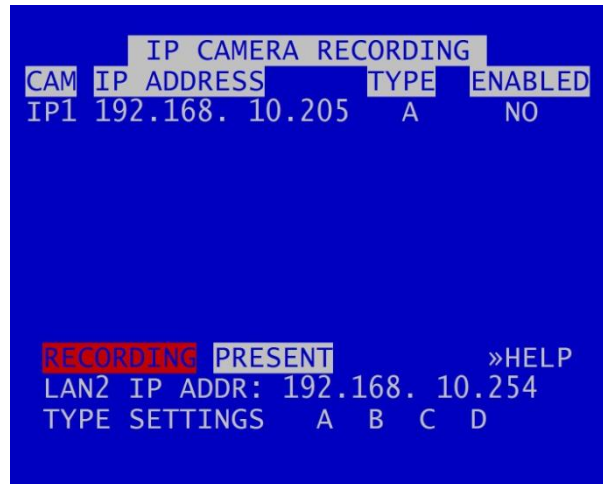 IP CAMERA RECORDING
CAM IP ADDRESS TYPE ENABLED
IP1 192.168. 10.205 A NO
RECORDING PRESENT »HELP
LAN2 IP ADDR: 192.168. 10.254
TYPE SETTINGS A B C D